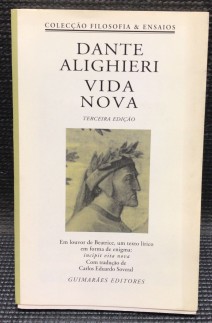 COLECÇÃO FILOSOFIA & ENSAIOS
DANTE
ALIGHIERI
VIDA
NOVA
TERCEIRA EDIÇÃO
Em louvor de Beatrice, um texto lírico
em forma de enigma:
incipit vita nova
Com tradução de
Carlos Eduardo Soveral
GUIMARÃES EDITORES